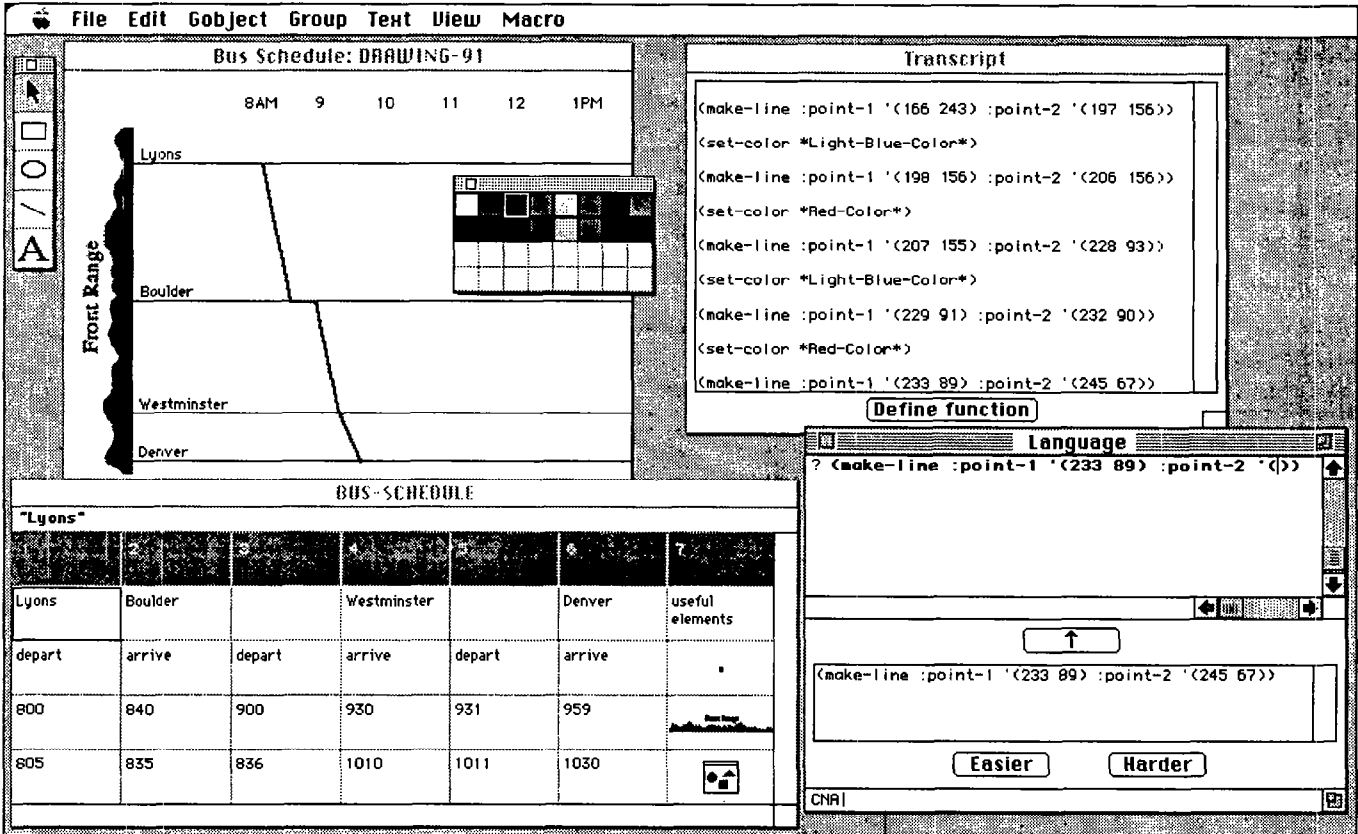 File Edit Gobject Group Text View Macro
Bus Schedule: DRAWING-91
8AM 9 10 11 12 1PM
Lyons
Boulder
Westminster
Denver
Front Range
A
Transcript
(make-line :point-1 '(166 243) :point-2 '(197 156))
(set-color *Light-Blue-Color*)
(make-line :point-1 '(198 156) :point-2 '(206 156))
(set-color *Red-Color*)
(make-line :point-1 '(207 155) :point-2 '(228 93))
(set-color *Light-Blue-Color*)
(make-line :point-1 '(229 91) :point-2 '(232 90))
(set-color *Red-Color*)
(make-line :point-1 '(233 89) :point-2 '(245 67))
Define function
Language
? (make-line :point-1 '(233 89) :point-2 '())
↑
(make-line :point-1 '(233 89) :point-2 '(245 67))
Easier Harder
CNA
BUS-SCHEDULE
"Lyons"
1 2 3 4 5 6 7
Lyons Boulder Westminster Denver useful
elements
depart arrive depart arrive depart arrive
800 840 900 930 931 959
Front Range
805 835 836 1010 1011 1030